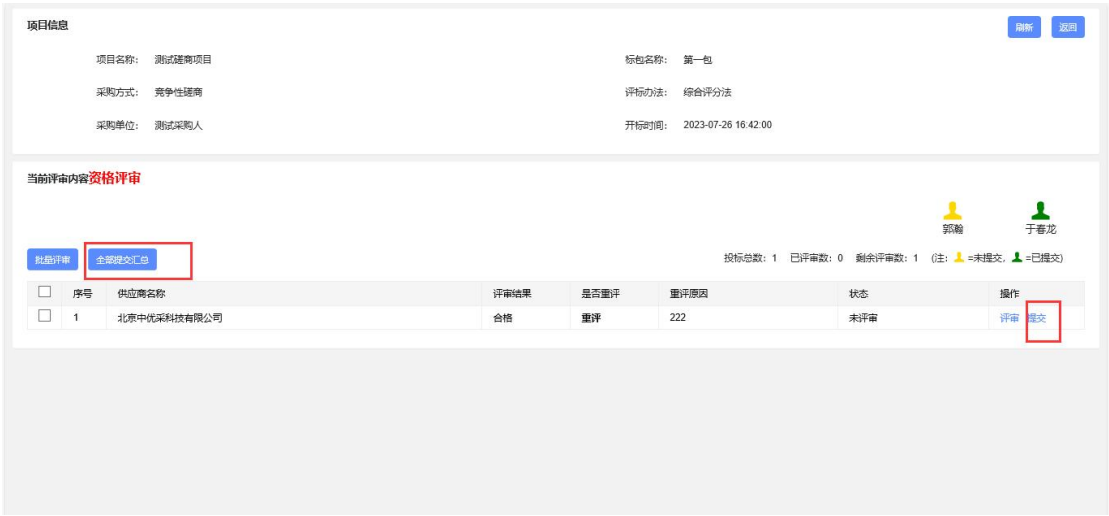 项目信息 刷新 返回
项目名称： 测试磋商项目 标包名称： 第一包
采购方式： 竞争性磋商 评标办法： 综合评分法
采购单位： 测试采购人 开标时间： 2023-07-26 16:42:00
当前评审内容资格评审
郭瀚 于春龙
批量评审 全部提交汇总 投标总数：1 已评审数：0 剩余评审数：1 (注： =未提交, =已提交)
序号 供应商名称 评审结果 是否重评 重评原因 状态 操作
1 北京中优采科技有限公司 合格 重评 222 未评审 评审 提交